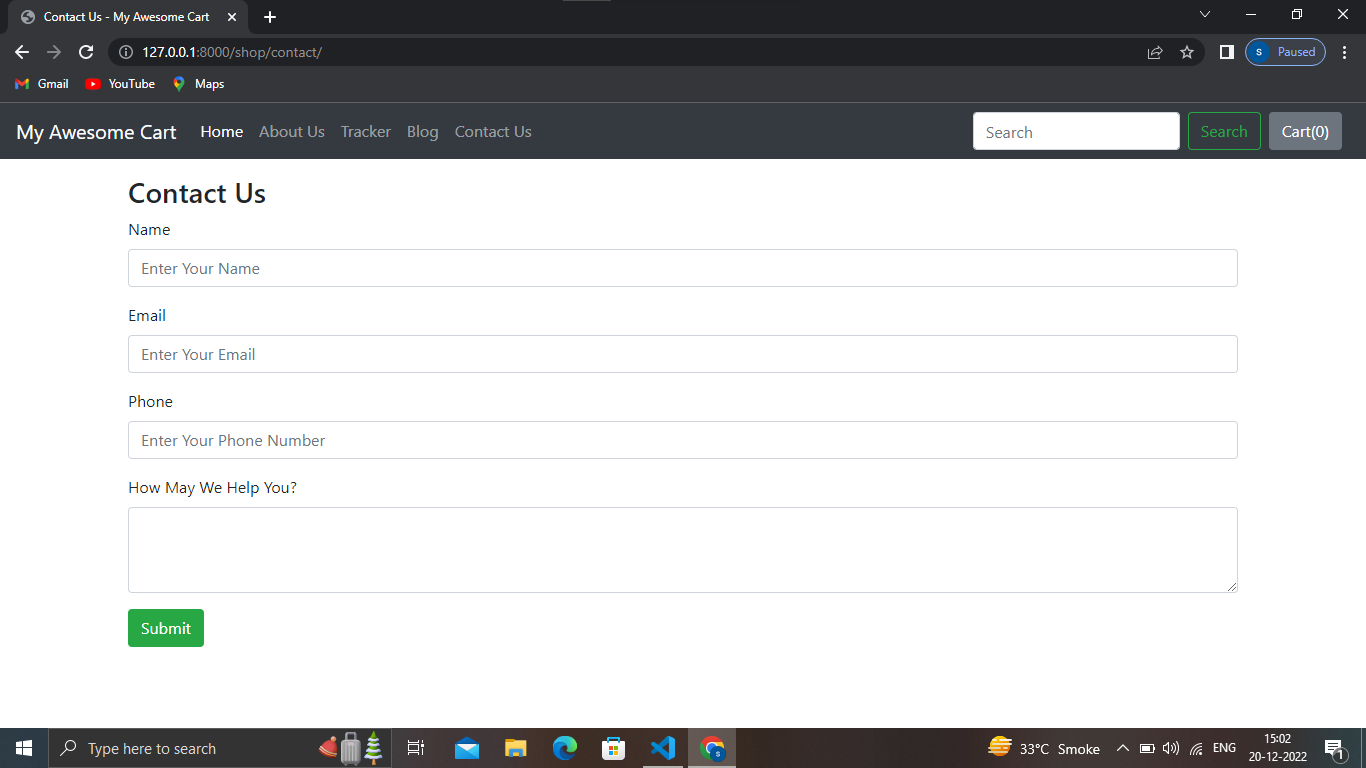 Contact Us - My Awesome Cart
127.0.0.1:8000/shop/contact/
S Paused
Gmail YouTube Maps
My Awesome Cart Home About Us Tracker Blog Contact Us Search Search Cart(0)
Contact Us
Name
Enter Your Name
Email
Enter Your Email
Phone
Enter Your Phone Number
How May We Help You?
Submit
Type here to search
33°C Smoke
ENG
15:02
20-12-2022
1